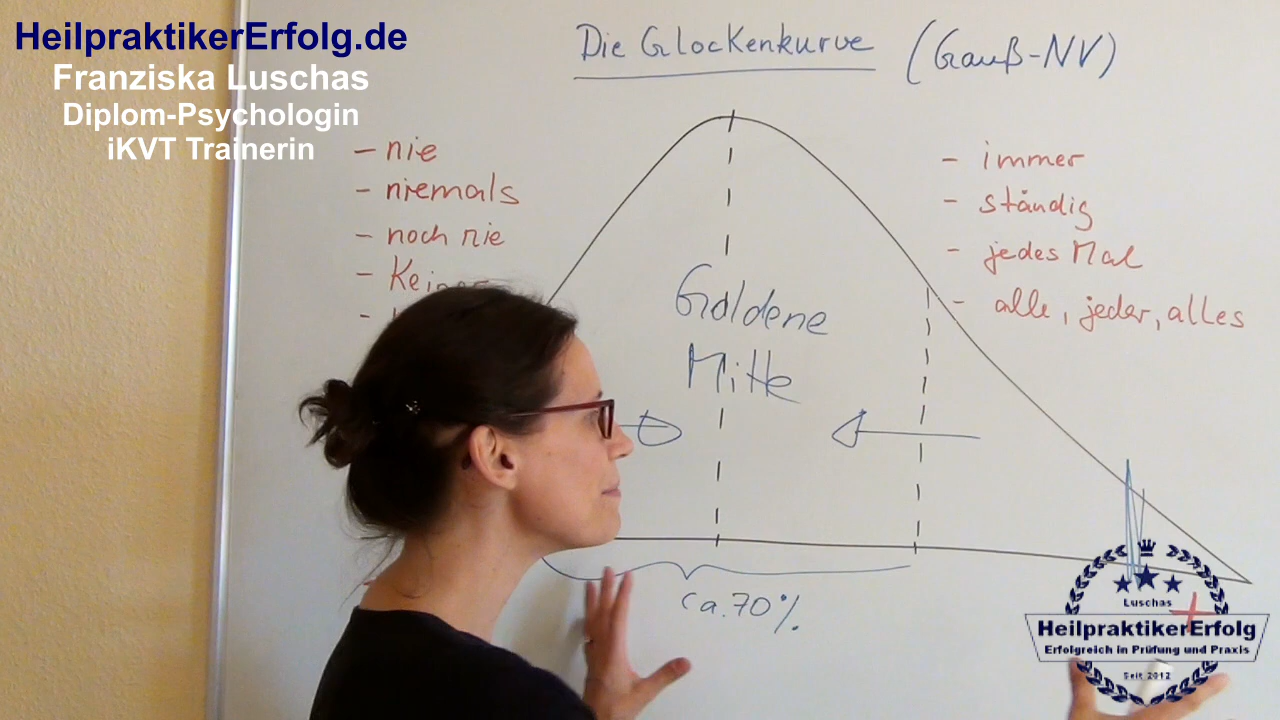 HeilpraktikerErfolg.de
Franziska Luschas
Diplom-Psychologin
iKVT Trainerin
Die Glockenkurve (Gauß-NV)
- nie
- niemals
- noch nie
- Keiner
- immer
- ständig
- jedes Mal
- alle, jeder, alles
Goldene
Mitte
ca. 70%
+
Luschas
HeilpraktikerErfolg
Erfolgreich in Prüfung und Praxis
Seit 2012